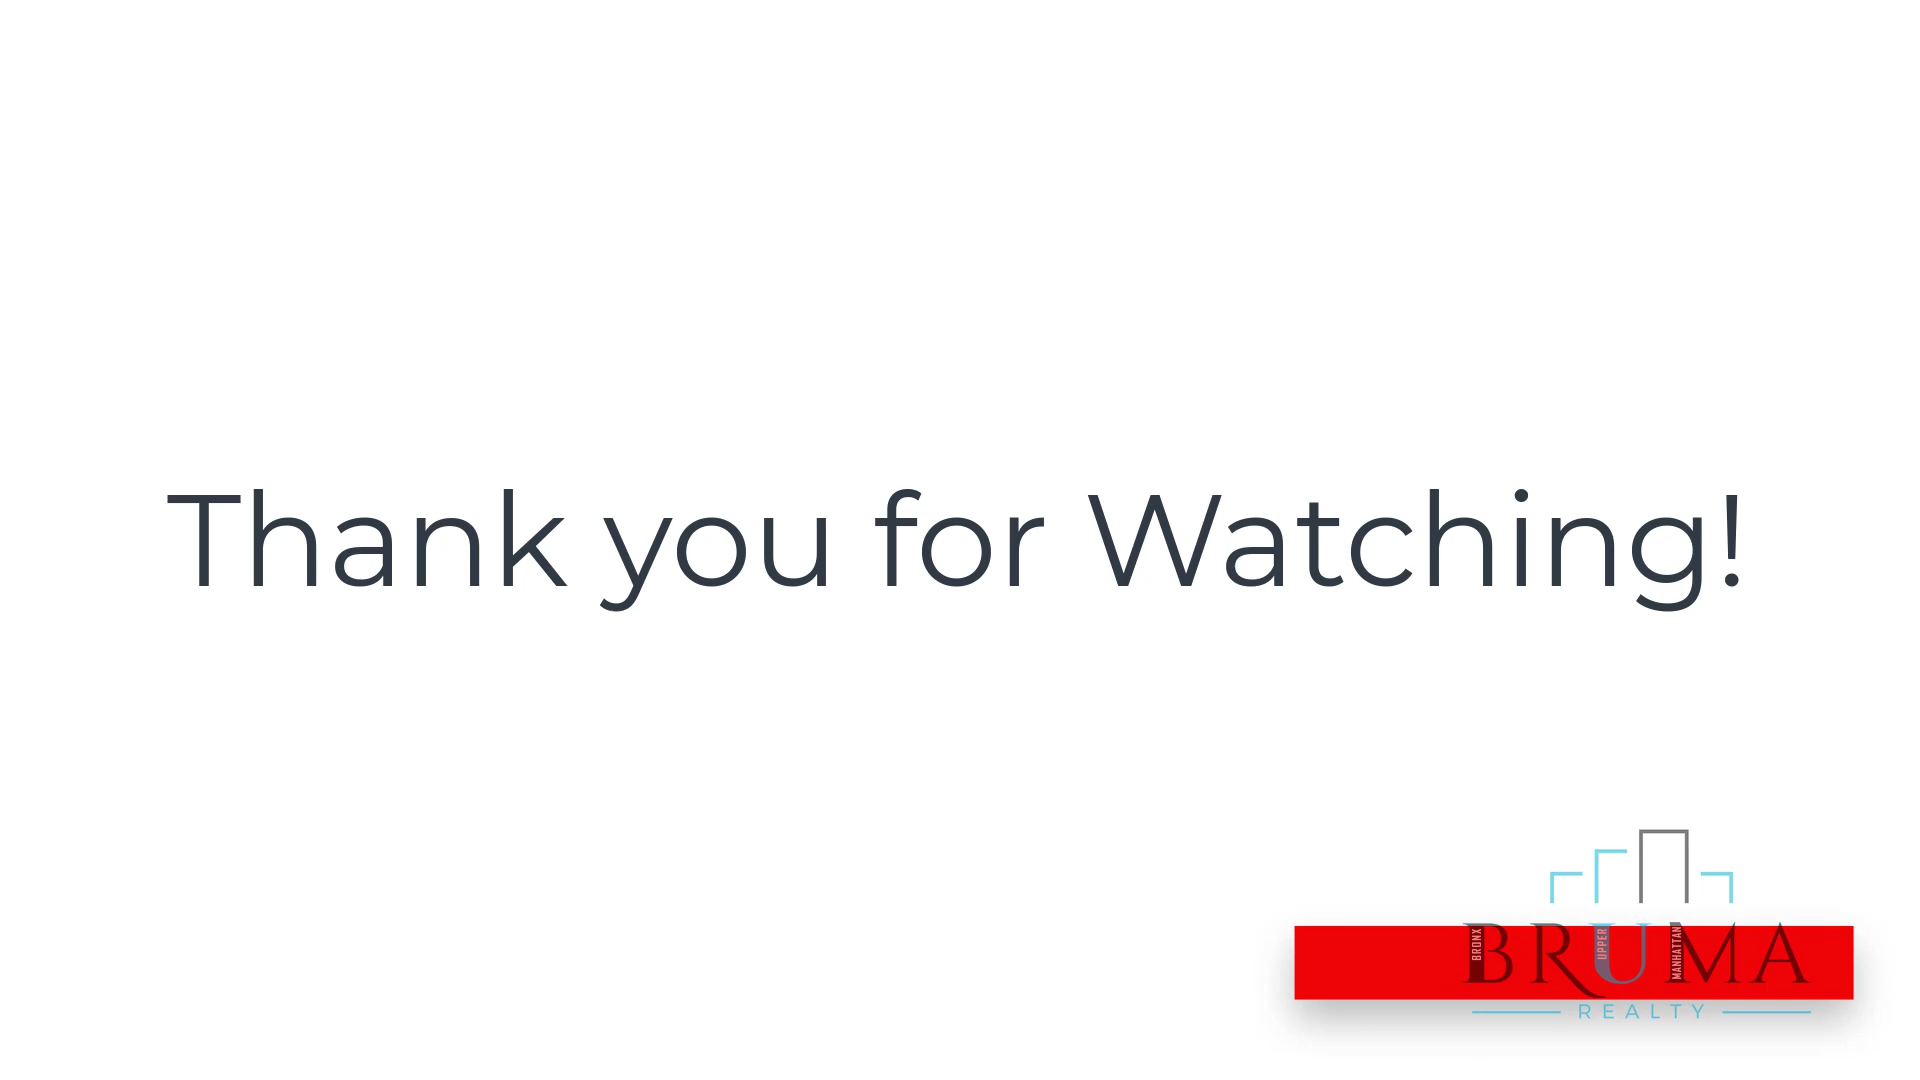 Thank you for Watching!
BRUMA
BRONX
UPPER
MANHATTAN
REALTY